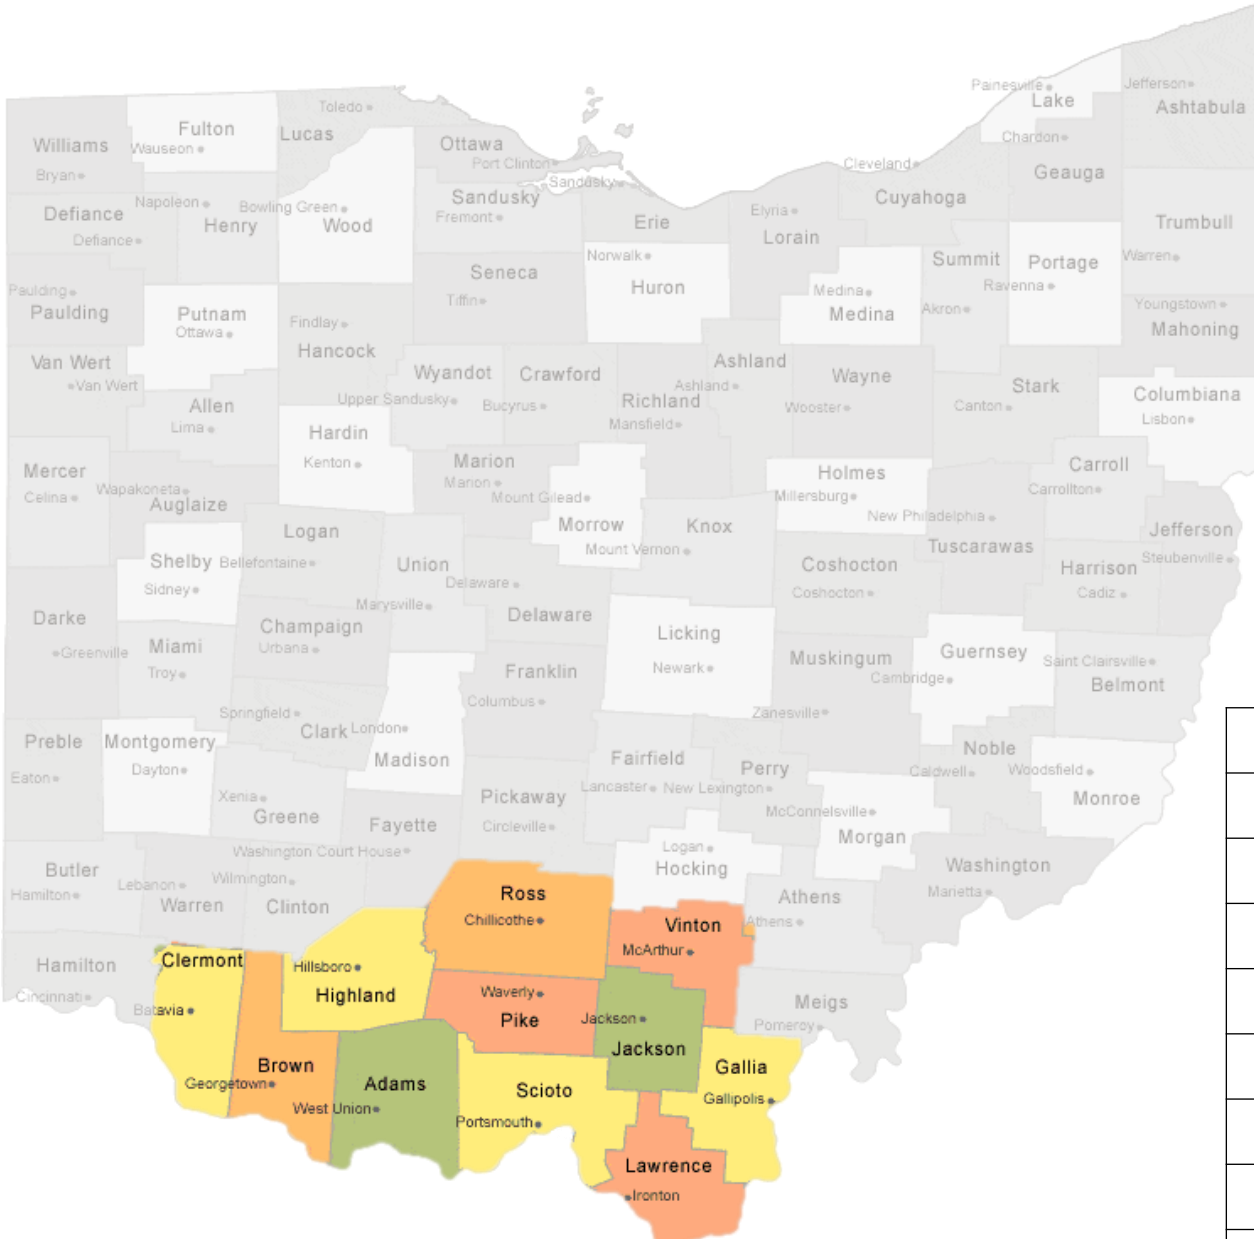 Painesville
Lake
Jefferson
Ashtabula
Toledo
Fulton
Lucas
Wauseon
Williams
Bryan
Ottawa
Port Clinton
Chardon
Geauga
Cleveland
Sandusky
Cuyahoga
Napoleon
Henry
Bowling Green
Wood
Sandusky
Fremont
Erie
Elyria
Lorain
Defiance
Defiance
Trumbull
Warren
Norwalk
Huron
Seneca
Tiffin
Medina
Medina
Summit
Akron
Portage
Ravenna
Paulding
Paulding
Putnam
Ottawa
Findlay
Hancock
Youngstown
Mahoning
Van Wert
Van Wert
Allen
Lima
Wyandot
Upper Sandusky
Crawford
Bucyrus
Richland
Mansfield
Ashland
Ashland
Wayne
Wooster
Stark
Canton
Columbiana
Lisbon
Hardin
Kenton
Mercer
Celina
Wapakoneta
Auglaize
Marion
Marion
Mount Gilead
Morrow
Holmes
Millersburg
Carroll
Carrollton
New Philadelphia
Tuscarawas
Jefferson
Steubenville
Logan
Bellefontaine
Shelby
Sidney
Union
Marysville
Knox
Mount Vernon
Delaware
Delaware
Coshocton
Coshocton
Harrison
Cadiz
Darke
Greenville
Miami
Troy
Champaign
Urbana
Licking
Newark
Franklin
Columbus
Muskingum
Zanesville
Guernsey
Cambridge
Saint Clairsville
Belmont
Springfield
Clark
London
Madison
Preble
Eaton
Montgomery
Dayton
Xenia
Greene
Fairfield
Lancaster
New Lexington
Perry
Noble
Caldwell
Woodsfield
Monroe
Pickaway
Circleville
McConnelsville
Morgan
Fayette
Washington Court House
Butler
Hamilton
Lebanon
Warren
Wilmington
Clinton
Logan
Hocking
Washington
Marietta
Athens
Athens
Ross
Chillicothe
Vinton
McArthur
Hamilton
Cincinnati
Clermont
Batavia
Hillsboro
Highland
Waverly
Pike
Jackson
Jackson
Meigs
Pomeroy
Brown
Georgetown
Adams
West Union
Scioto
Portsmouth
Gallia
Gallipolis
Lawrence
Ironton